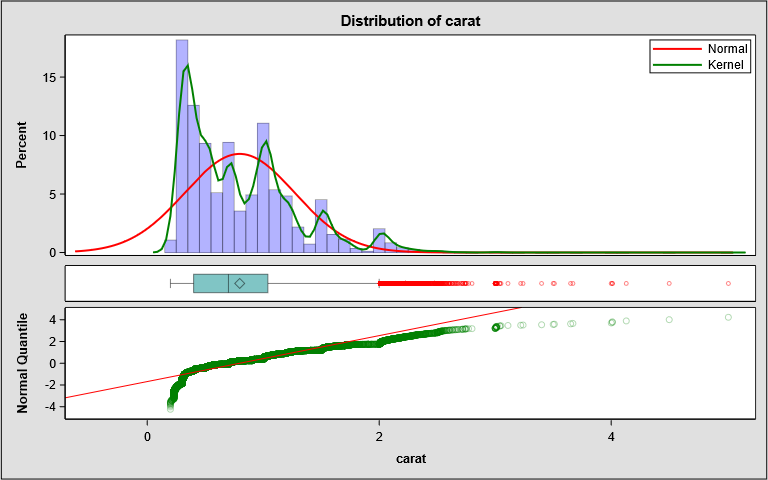 Distribution of carat
Normal
Kernel
Percent
15
10
5
0
Normal Quantile
4
2
0
-2
-4
0 2 4
carat